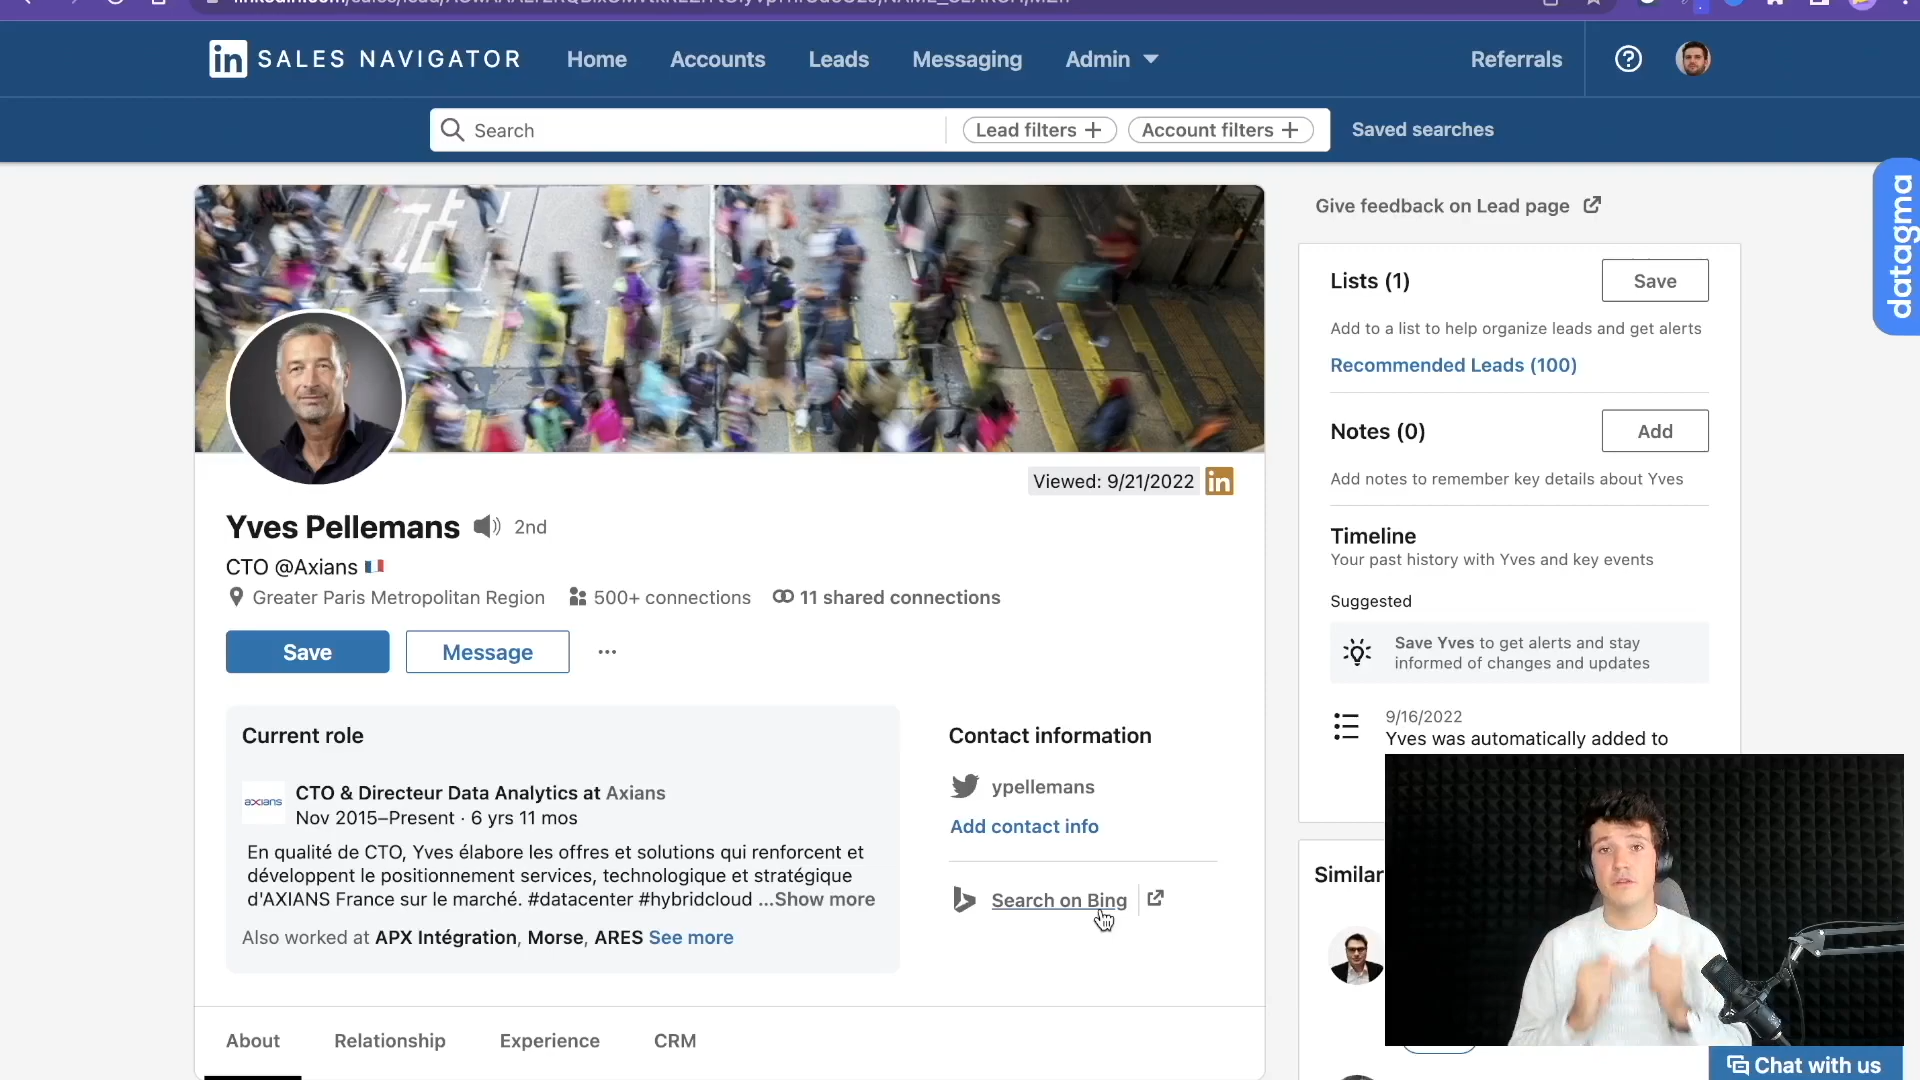 in SALES NAVIGATOR
Home
Accounts
Leads
Messaging
Admin
Referrals
Search
Lead filters +
Account filters +
Saved searches
datagma
Give feedback on Lead page
Lists (1)
Save
Add to a list to help organize leads and get alerts
Recommended Leads (100)
Notes (0)
Add
Add notes to remember key details about Yves
Timeline
Your past history with Yves and key events
Suggested
Save Yves to get alerts and stay
informed of changes and updates
9/16/2022
Yves was automatically added to
Similar
Viewed: 9/21/2022 in
Yves Pellemans 2nd
CTO @Axians
Greater Paris Metropolitan Region
500+ connections
11 shared connections
Save
Message
...
Current role
axians
CTO & Directeur Data Analytics at Axians
Nov 2015–Present · 6 yrs 11 mos
En qualité de CTO, Yves élabore les offres et solutions qui renforcent et
développent le positionnement services, technologique et stratégique
d'AXIANS France sur le marché. #datacenter #hybridcloud ...Show more
Also worked at APX Intégration, Morse, ARES See more
Contact information
ypellemans
Add contact info
Search on Bing
About
Relationship
Experience
CRM
Chat with us